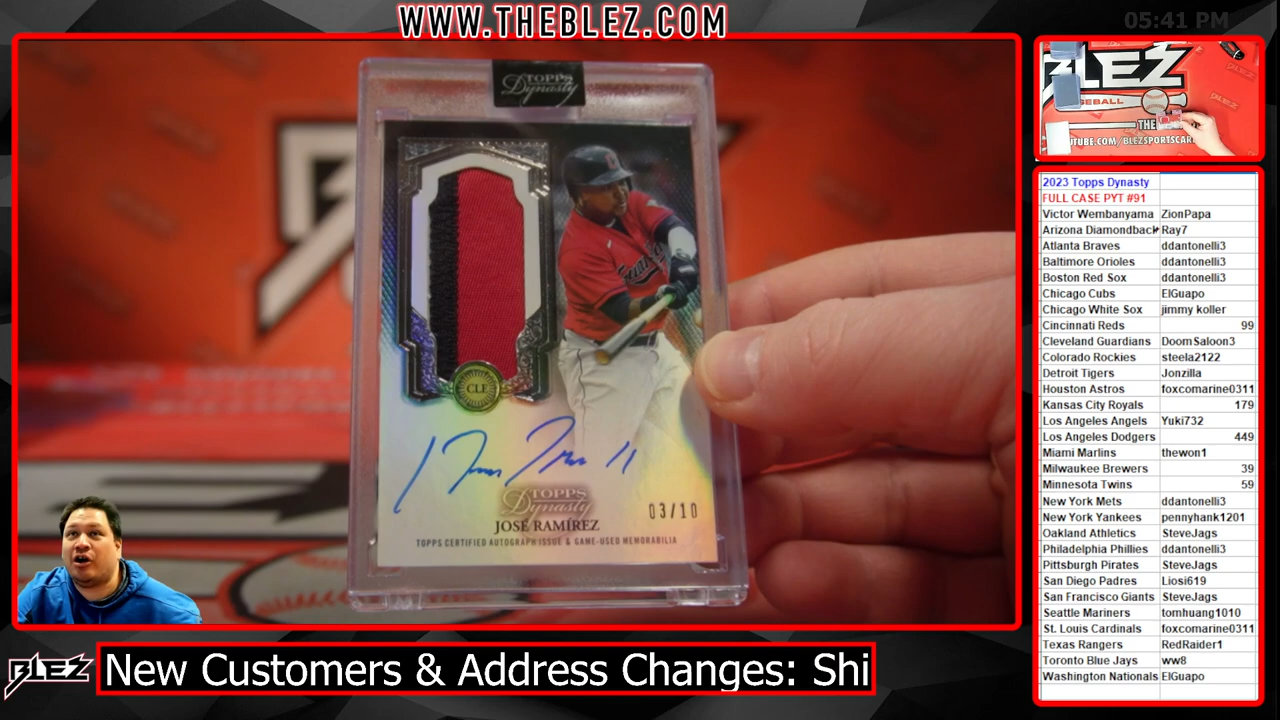 WWW.THEBLEZ.COM
05:41 PM
TOPPS
Dynasty
CLE
TOPPS
Dynasty
JOSÉ RAMÍREZ
03/10
TOPPS CERTIFIED AUTOGRAPH ISSUE & GAME-USED MEMORABILIA
BLEZ
BASEBALL
THE
2023 Topps Dynasty
FULL CASE PYT #91
Victor Wembanyama ZionPapa
Arizona Diamondback Ray7
Atlanta Braves ddantonelli3
Baltimore Orioles ddantonelli3
Boston Red Sox ddantonelli3
Chicago Cubs ElGuapo
Chicago White Sox jimmy koller
Cincinnati Reds 99
Cleveland Guardians DoomSaloon3
Colorado Rockies steela2122
Detroit Tigers Jonzilla
Houston Astros foxcomarine0311
Kansas City Royals 179
Los Angeles Angels Yuki732
Los Angeles Dodgers 449
Miami Marlins thewon1
Milwaukee Brewers 39
Minnesota Twins 59
New York Mets ddantonelli3
New York Yankees pennyhank1201
Oakland Athletics SteveJags
Philadelphia Phillies ddantonelli3
Pittsburgh Pirates SteveJags
San Diego Padres Liosi619
San Francisco Giants SteveJags
Seattle Mariners tomhuang1010
St. Louis Cardinals foxcomarine0311
Texas Rangers RedRaider1
Toronto Blue Jays ww8
Washington Nationals ElGuapo
BLEZ New Customers & Address Changes: Shi